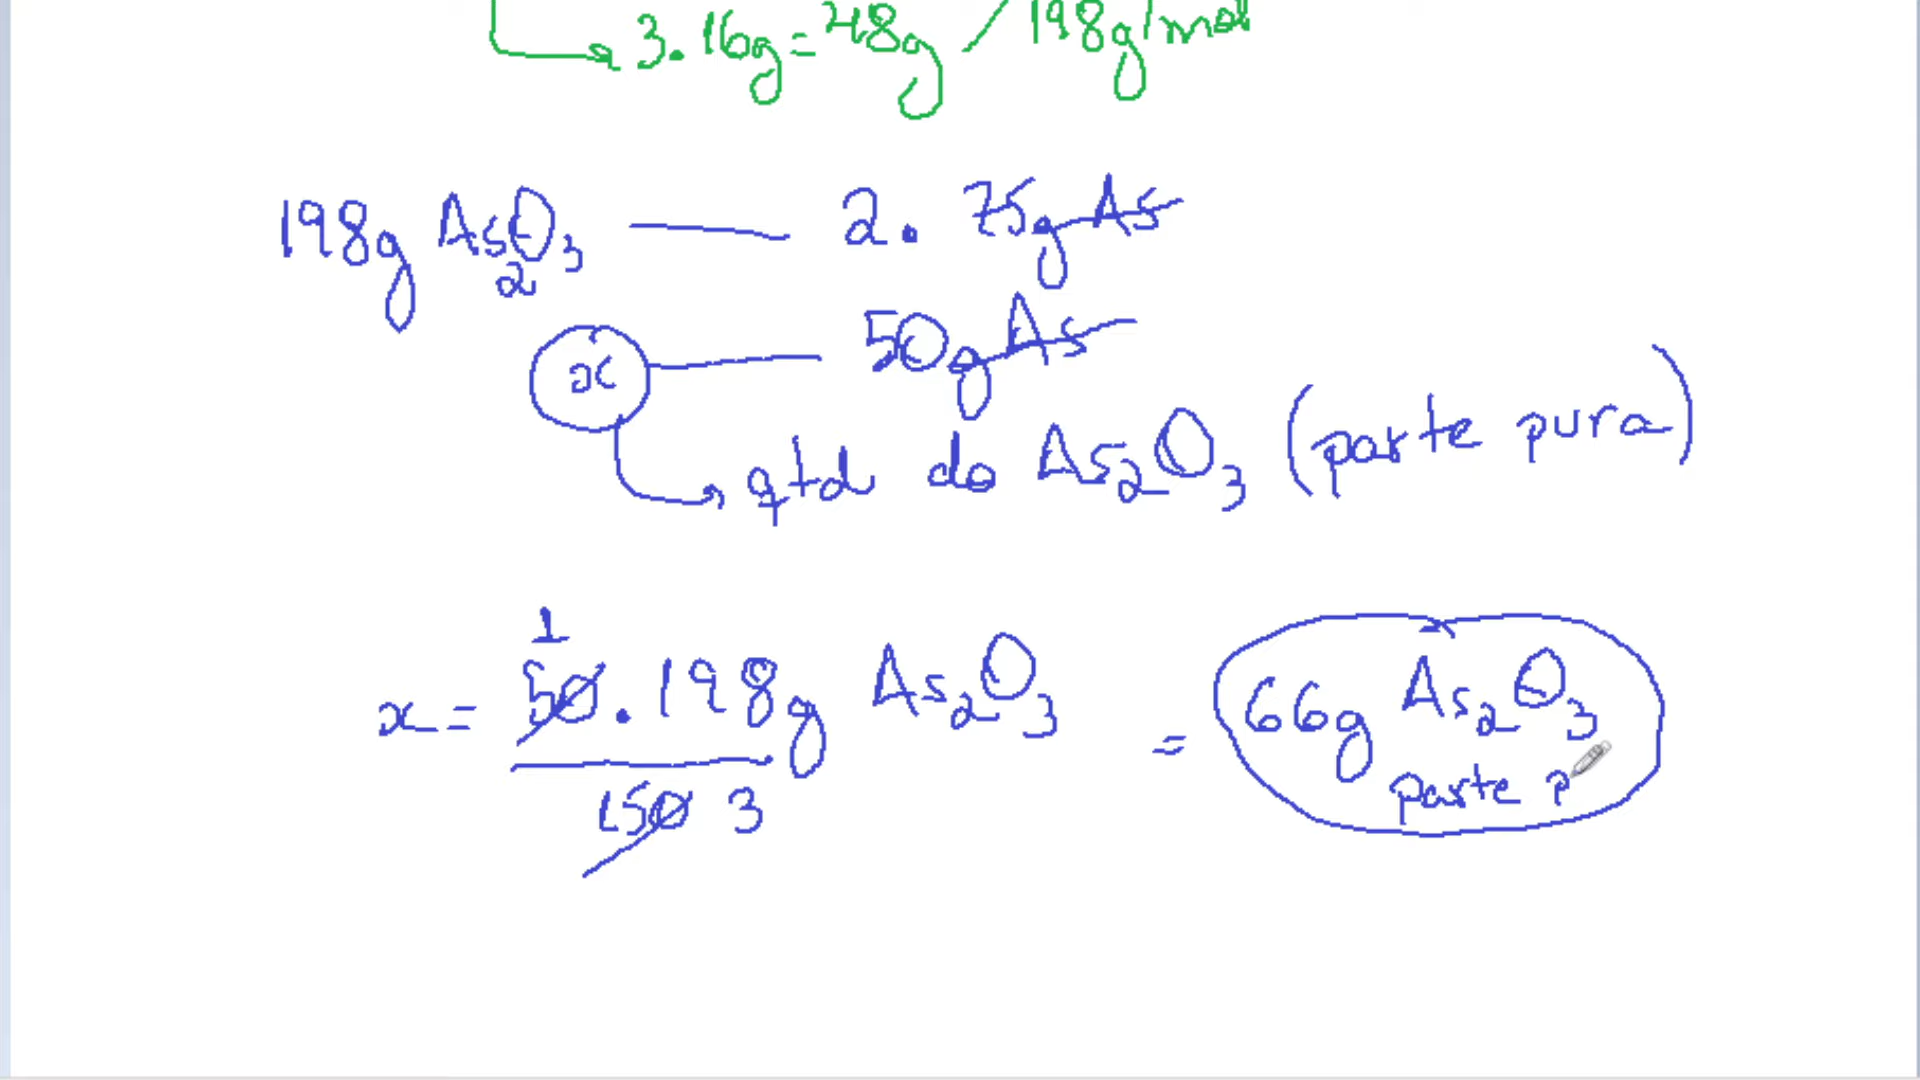 3.16g=48g / 198g/mol
198g As2O3 — 2. 75g As
x — 50g As
qtd do As2O3 (parte pura)
1
x = 50.198g As2O3 = 66g As2O3
150 3 parte p